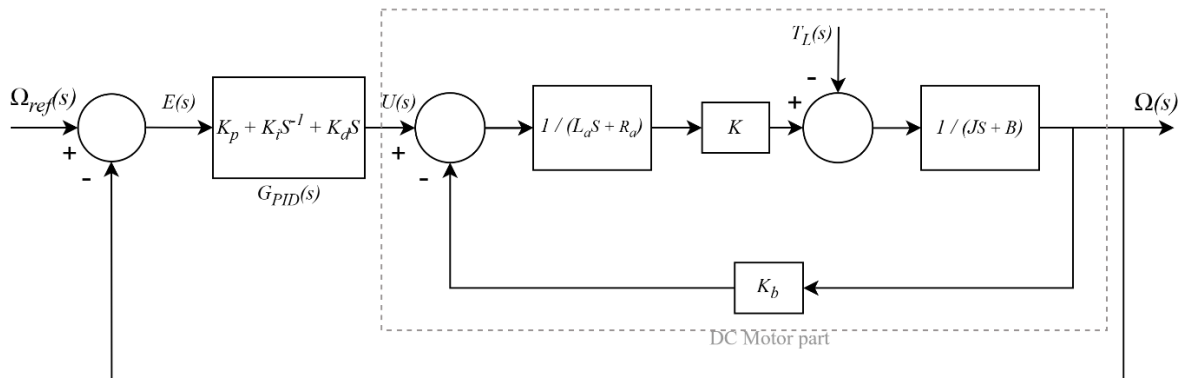 T_L(s)
Ω_ref(s)
E(s)
U(s)
Ω(s)
-
+
K_p + K_i S^-1 + K_d S
1 / (L_a S + R_a)
K
1 / (JS + B)
+
-
+
-
G_PID(s)
K_b
DC Motor part